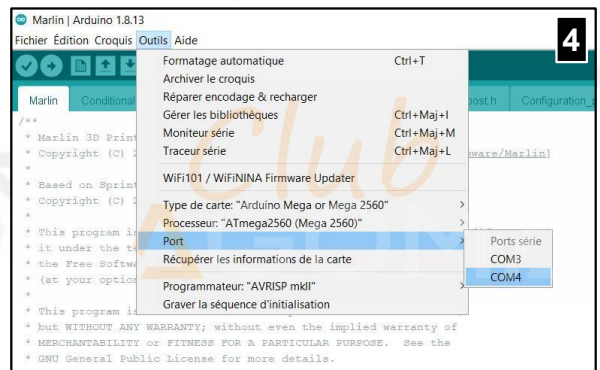 Marlin | Arduino 1.8.13
Fichier Édition Croquis Outils Aide
4
Formatage automatique Ctrl+T
Archiver le croquis
Réparer encodage & recharger
Gérer les bibliothèques Ctrl+Maj+I
Moniteur série Ctrl+Maj+M
Traceur série Ctrl+Maj+L
WiFi101 / WiFiNINA Firmware Updater
Type de carte: "Arduino Mega or Mega 2560"
Processeur: "ATmega2560 (Mega 2560)"
Port
Récupérer les informations de la carte
Programmateur: "AVRISP mkII"
Graver la séquence d'initialisation
Ports série
COM3
COM4
Marlin Conditional post.h Configuration_
/**
* Marlin 3D Print
* Copyright (C) 2 ware/Marlin]
*
* Based on Sprint
* Copyright (C) 2
*
* This program is
* it under the te
* the Free Softwa
* (at your option
*
* This program i
* but WITHOUT ANY WARRANTY; without even the implied warranty of
* MERCHANTABILITY or FITNESS FOR A PARTICULAR PURPOSE. See the
* GNU General Public License for more details.
Club